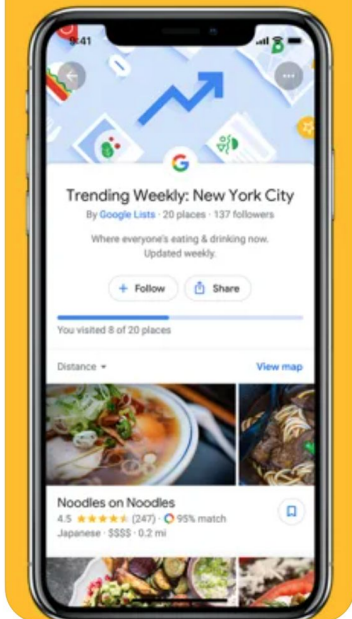 9:41
Trending Weekly: New York City
By Google Lists · 20 places · 137 followers
Where everyone's eating & drinking now.
Updated weekly.
+ Follow
Share
You visited 8 of 20 places
Distance
View map
Noodles on Noodles
4.5 ★★★★★ (247) · 95% match
Japanese · $$$$ · 0.2 mi